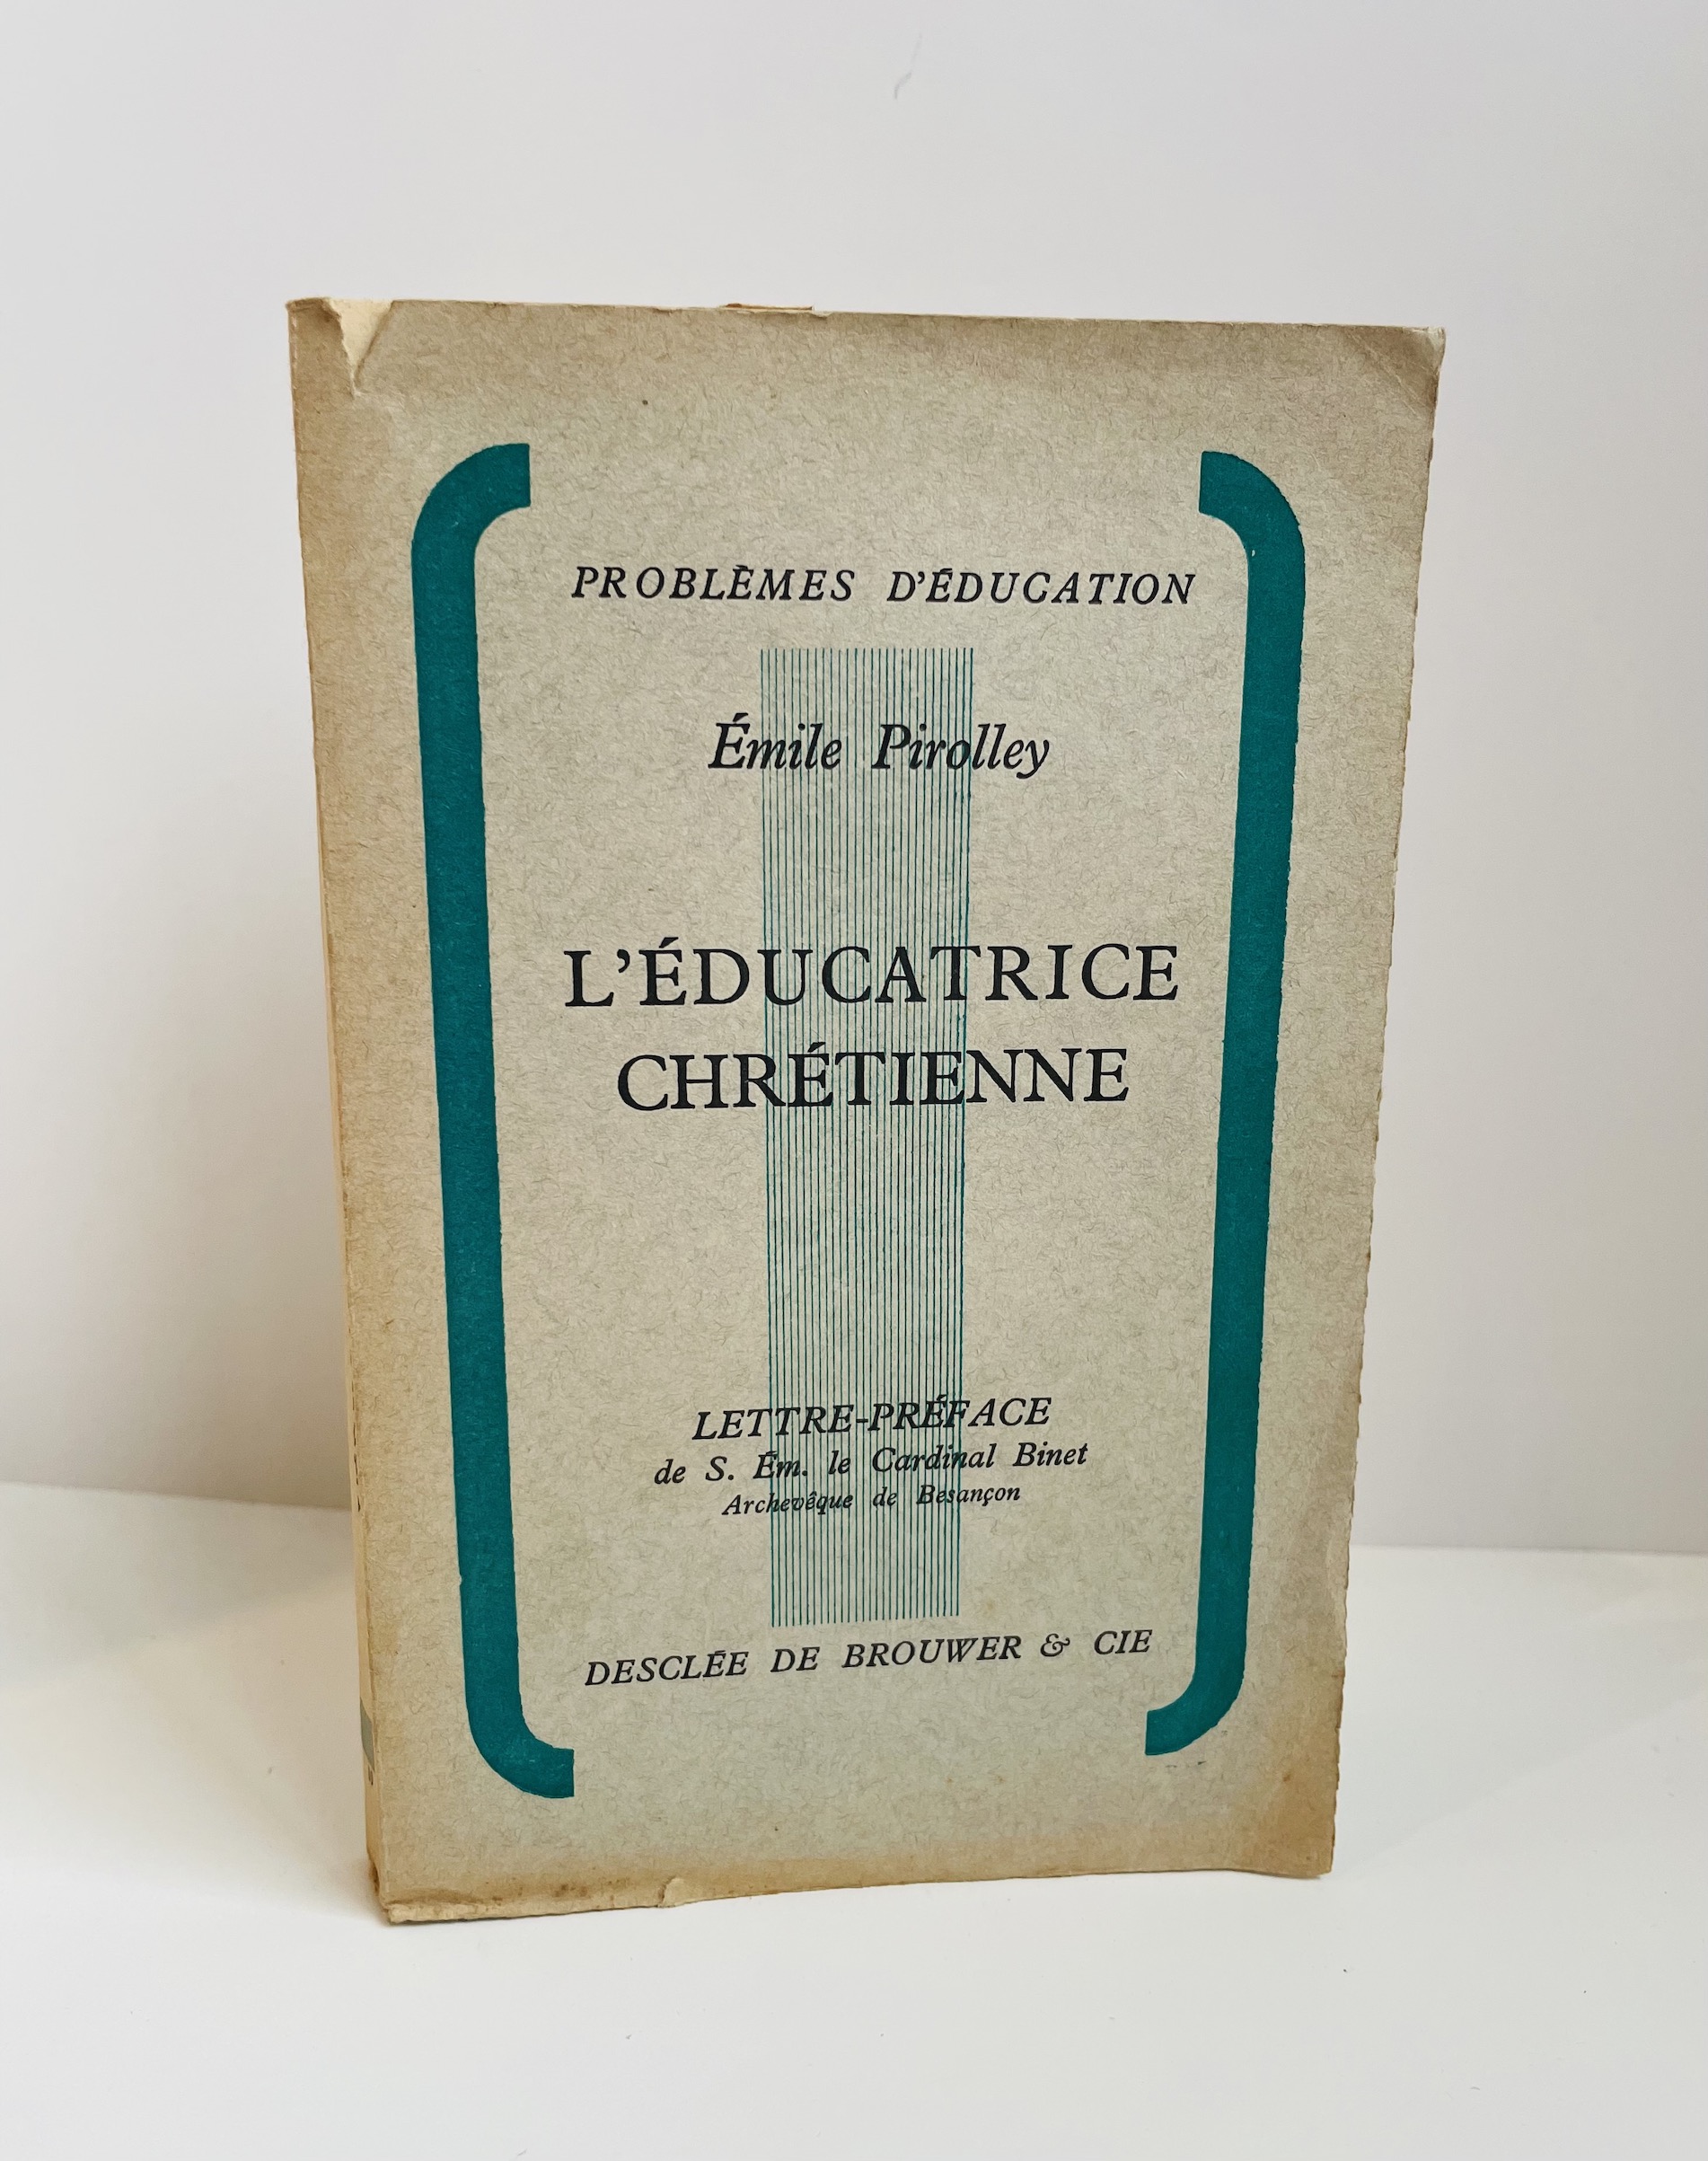 PROBLÈMES D'ÉDUCATION
Émile Pirolley
L'ÉDUCATRICE
CHRÉTIENNE
LETTRE-PRÉFACE
de S. Ém. le Cardinal Binet
Archevêque de Besançon
DESCLÉE DE BROUWER & CIE